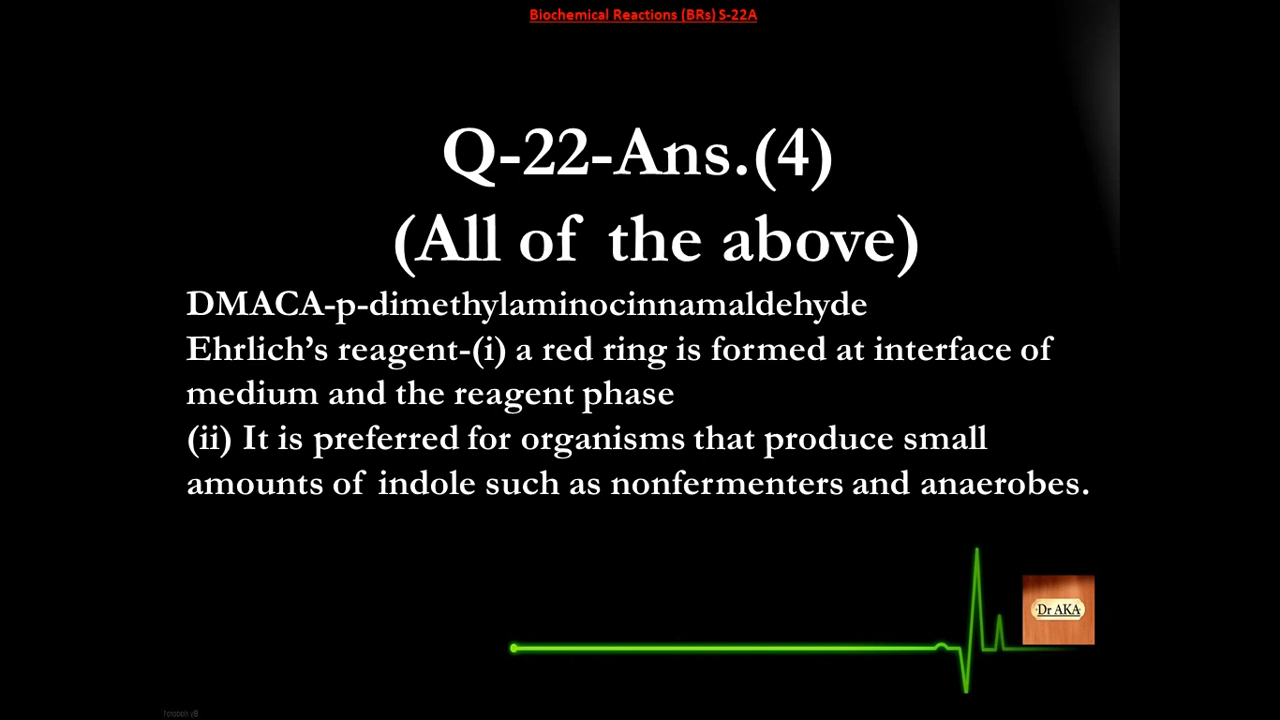 Biochemical Reactions (BRs) S-22A
Q-22-Ans.(4)
(All of the above)
DMACA-p-dimethylaminocinnamaldehyde
Ehrlich’s reagent-(i) a red ring is formed at interface of
medium and the reagent phase
(ii) It is preferred for organisms that produce small
amounts of indole such as nonfermenters and anaerobes.
Dr AKA